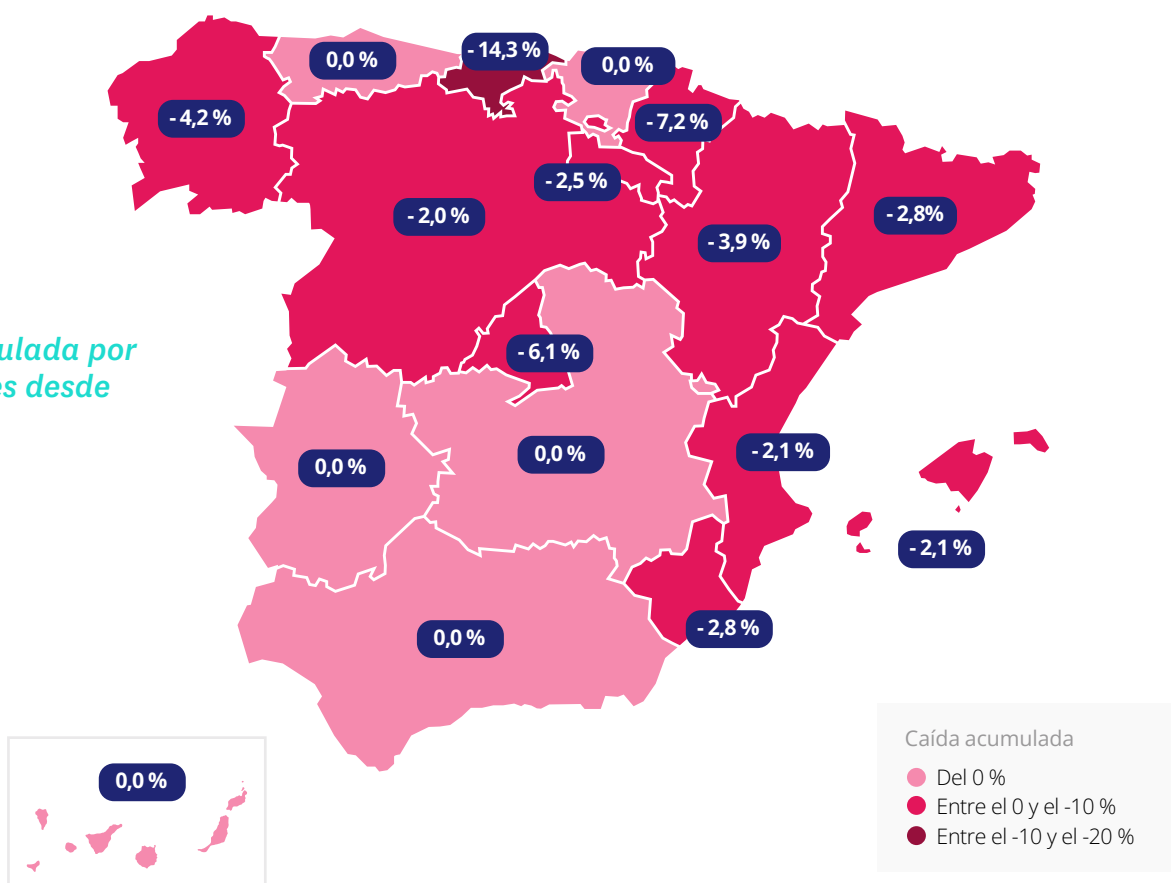 - 14,3 %
0,0 %
0,0 %
- 4,2 %
- 7,2 %
- 2,5 %
- 2,0 %
- 2,8%
- 3,9 %
ulada por
es desde
- 6,1 %
0,0 %
0,0 %
- 2,1 %
- 2,1 %
- 2,8 %
0,0 %
0,0 %
Caída acumulada
Del 0 %
Entre el 0 y el -10 %
Entre el -10 y el -20 %